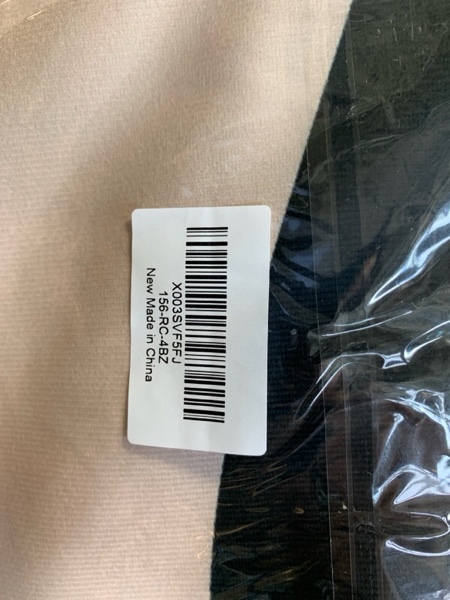 X003SVF5FJ
156-RC-4BZ
New Made in China